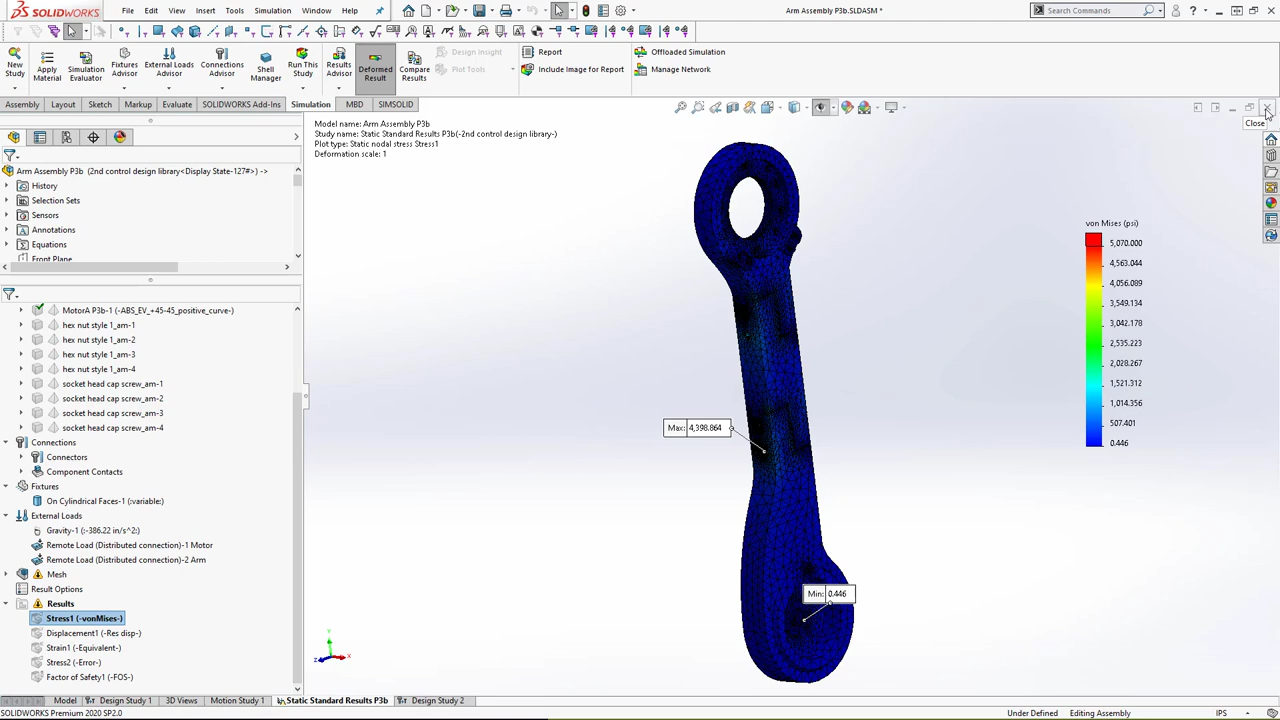 SOLIDWORKS
File
Edit
View
Insert
Tools
Simulation
Window
Help
Arm Assembly P3b.SLDASM *
Search Commands
New Study
Apply Material
Simulation Evaluator
Fixtures Advisor
External Loads Advisor
Connections Advisor
Shell Manager
Run This Study
Results Advisor
Deformed Result
Compare Results
Design Insight
Plot Tools
Report
Include Image for Report
Offloaded Simulation
Manage Network
Assembly
Layout
Sketch
Markup
Evaluate
SOLIDWORKS Add-Ins
Simulation
MBD
SIMSOLID
Close
Arm Assembly P3b (2nd control design library<Display State-127#>) ->
History
Selection Sets
Sensors
Annotations
Equations
Front Plane
MotorA P3b-1 (-ABS_EV_+45-45_positive_curve-)
hex nut style 1_am-1
hex nut style 1_am-2
hex nut style 1_am-3
hex nut style 1_am-4
socket head cap screw_am-1
socket head cap screw_am-2
socket head cap screw_am-3
socket head cap screw_am-4
Connections
Connectors
Component Contacts
Fixtures
On Cylindrical Faces-1 (:variable:)
External Loads
Gravity-1 (:-386.22 in/s^2:)
Remote Load (Distributed connection)-1 Motor
Remote Load (Distributed connection)-2 Arm
Mesh
Result Options
Results
Stress1 (-vonMises-)
Displacement1 (-Res disp-)
Strain1 (-Equivalent-)
Stress2 (-Error-)
Factor of Safety1 (-FOS-)
Model name: Arm Assembly P3b
Study name: Static Standard Results P3b(-2nd control design library-)
Plot type: Static nodal stress Stress1
Deformation scale: 1
Max: 4,398.864
Min: 0.446
von Mises (psi)
5,070.000
4,563.044
4,056.089
3,549.134
3,042.178
2,535.223
2,028.267
1,521.312
1,014.356
507.401
0.446
Y
Z
X
Model
Design Study 1
3D Views
Motion Study 1
Static Standard Results P3b
Design Study 2
SOLIDWORKS Premium 2020 SP2.0
Under Defined
Editing Assembly
IPS